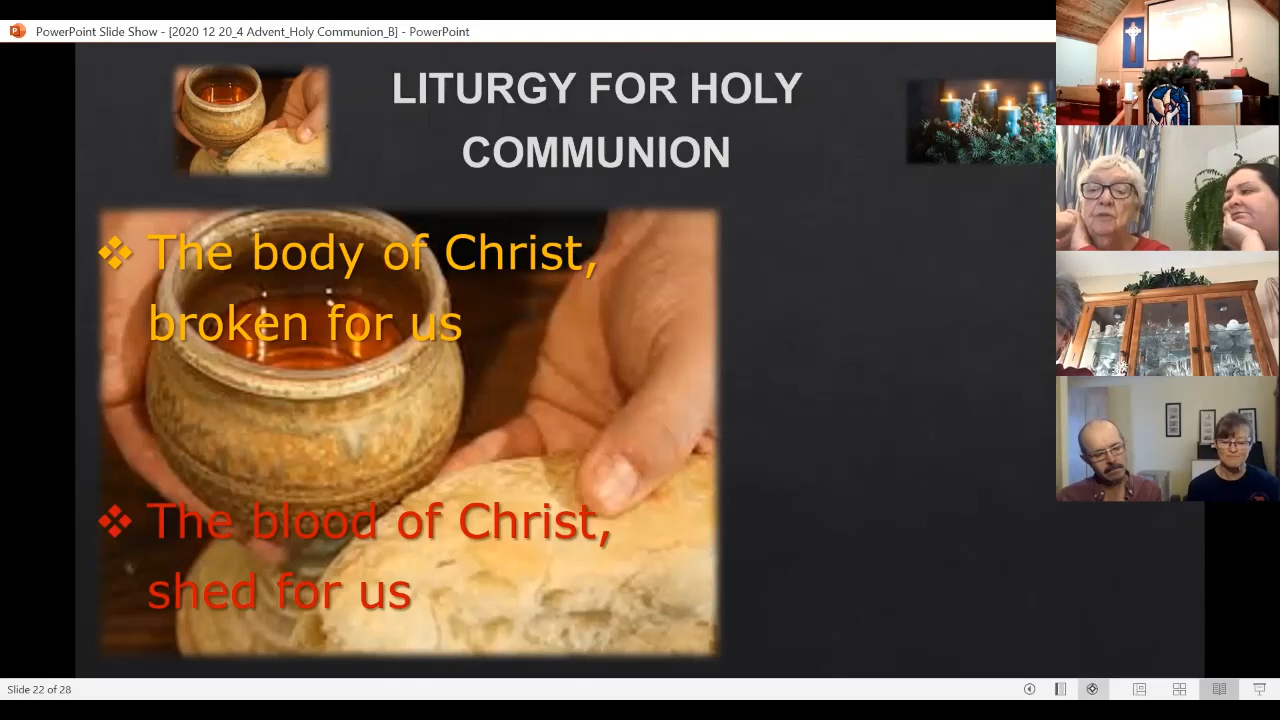 PowerPoint Slide Show - [2020 12 20_4 Advent_Holy Communion_B] - PowerPoint
LITURGY FOR HOLY
COMMUNION
❖ The body of Christ,
broken for us
❖ The blood of Christ,
shed for us
Slide 22 of 28